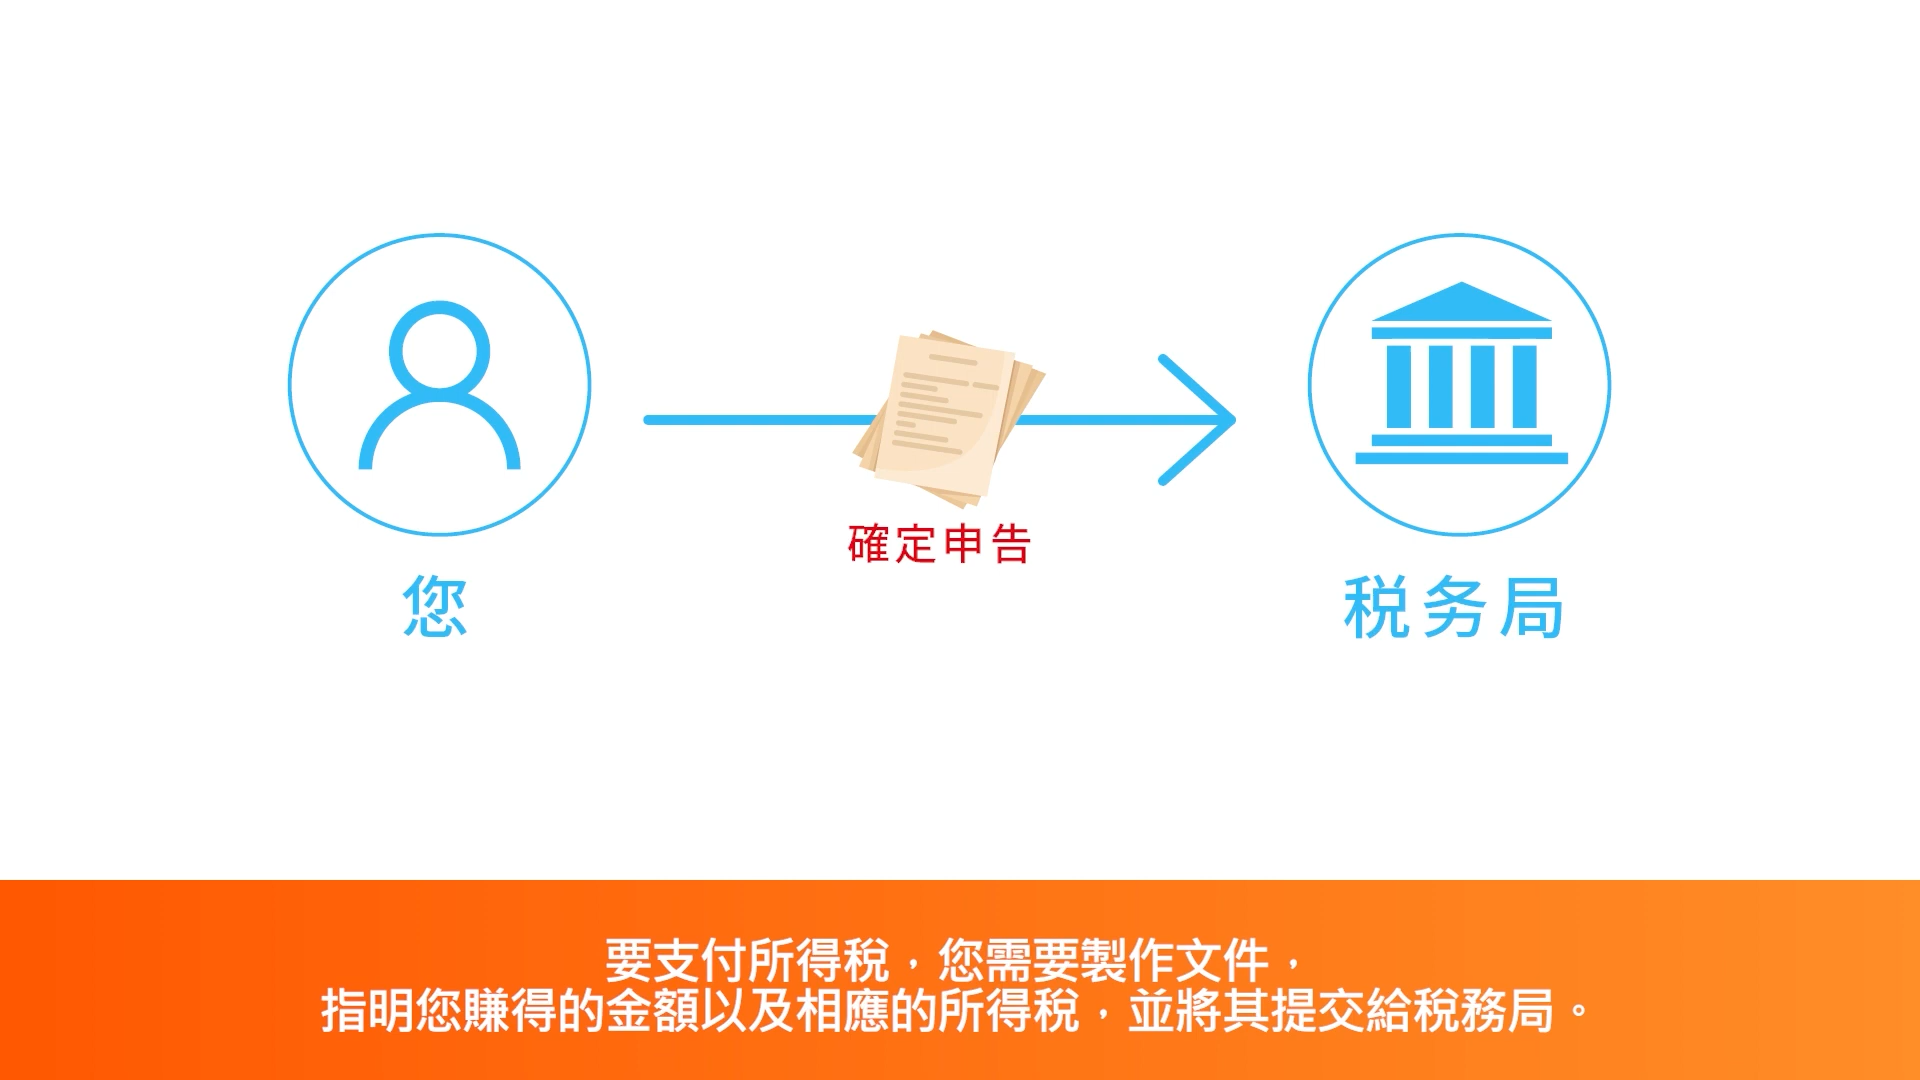 確定申告
您
税务局
要支付所得稅，您需要製作文件，
指明您賺得的金額以及相應的所得稅，並將其提交給稅務局。